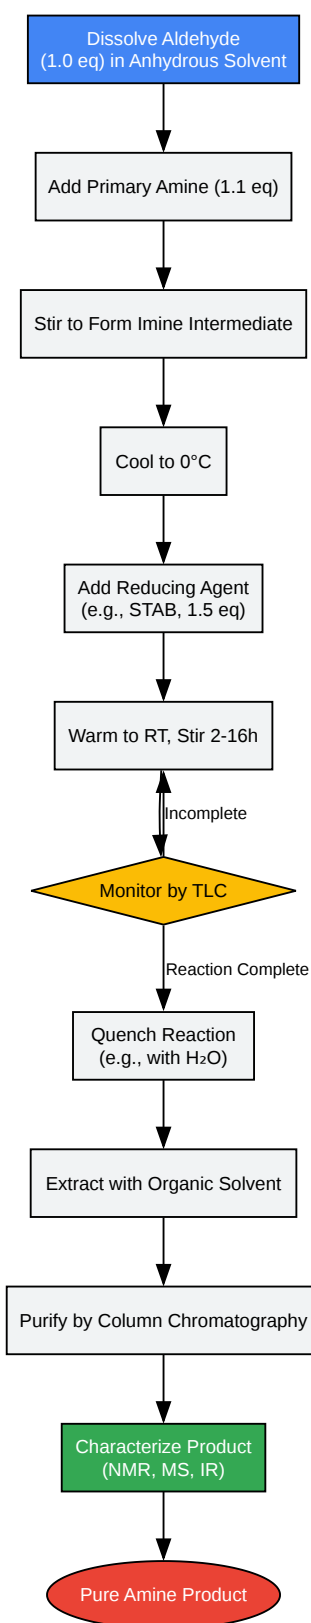 Dissolve Aldehyde
(1.0 eq) in Anhydrous Solvent
Add Primary Amine (1.1 eq)
Stir to Form Imine Intermediate
Cool to 0°C
Add Reducing Agent
(e.g., STAB, 1.5 eq)
Warm to RT, Stir 2-16h
Incomplete
Monitor by TLC
Reaction Complete
Quench Reaction
(e.g., with H₂O)
Extract with Organic Solvent
Purify by Column Chromatography
Characterize Product
(NMR, MS, IR)
Pure Amine Product